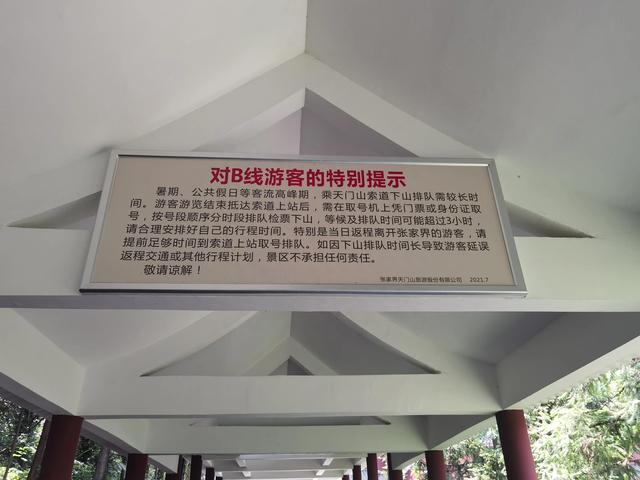 对B线游客的特别提示
暑期、公共假日等客流高峰期，乘天门山索道下山排队需较长时
间。游客游览结束抵达索道上站后，需在取号机上凭门票或身份证取
号，按号段顺序分时段排队检票下山，等候及排队时间可能超过3小时，
请合理安排好自己的行程时间。特别是当日返程离开张家界的游客，请
提前足够时间到索道上站取号排队。如因下山排队时间长导致游客延误
返程交通或其他行程计划，景区不承担任何责任。
敬请谅解！
张家界天门山旅游股份有限公司 2021.7